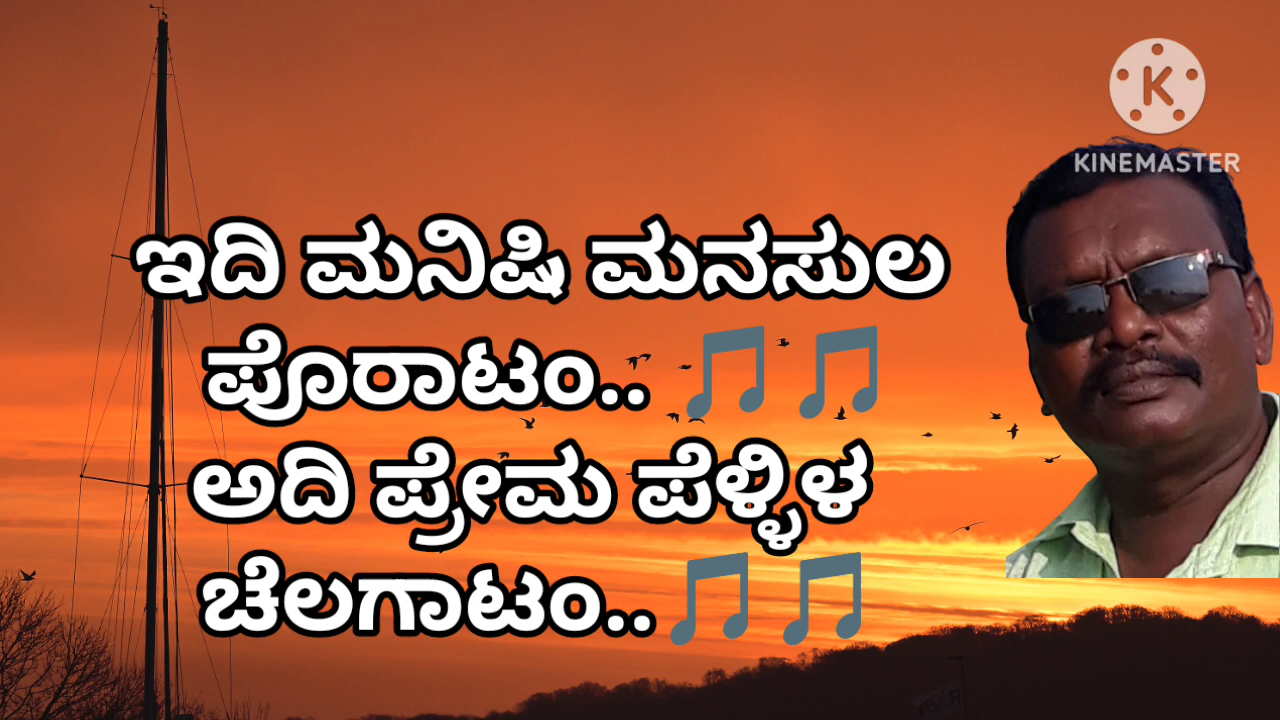 KINEMASTER
ಇದಿ ಮನಿಷಿ ಮನಸುಲ
ಪೊರಾಟಂ.. 🎵 🎵
ಅದಿ ಪ್ರೇಮ ಪೆಳ್ಳಿಳ
ಚೆಲಗಾಟಂ.. 🎵 🎵